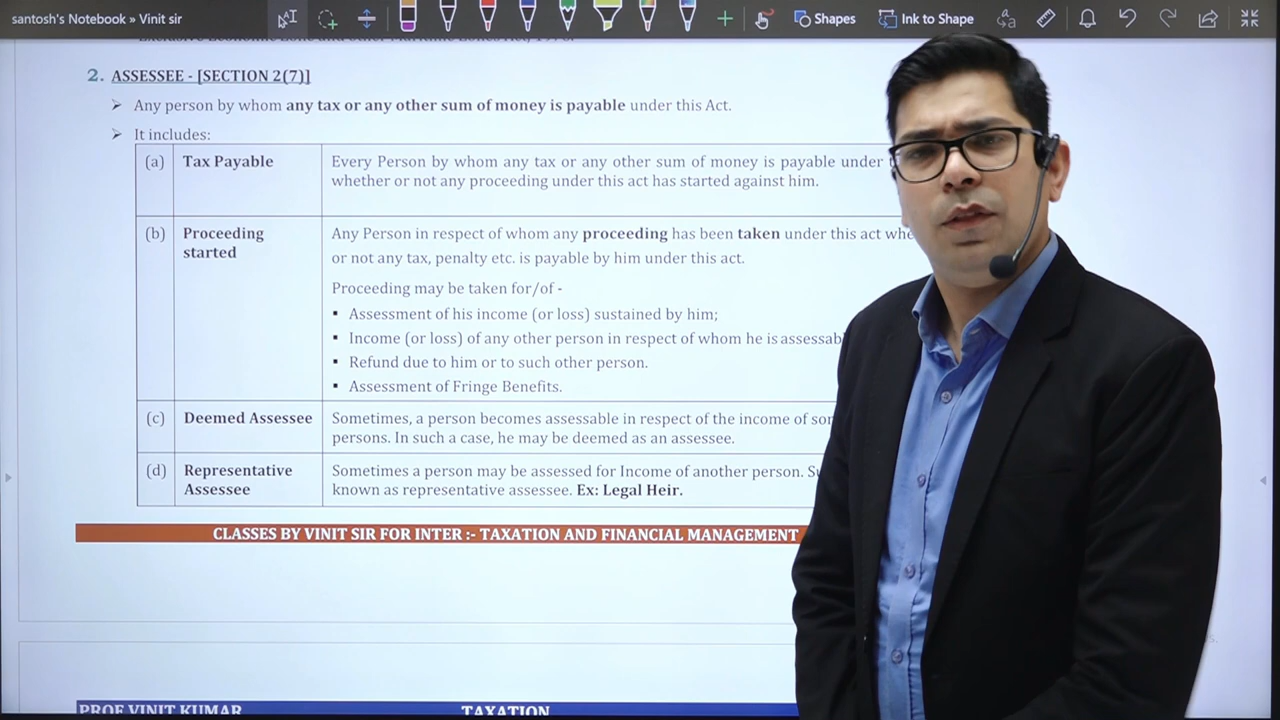 santosh's Notebook » Vinit sir
Shapes
Ink to Shape
2. ASSESSEE - [SECTION 2(7)]
➢ Any person by whom any tax or any other sum of money is payable under this Act.
➢ It includes:
(a) Tax Payable
Every Person by whom any tax or any other sum of money is payable under
whether or not any proceeding under this act has started against him.
(b) Proceeding
started
Any Person in respect of whom any proceeding has been taken under this act whe
or not any tax, penalty etc. is payable by him under this act.
Proceeding may be taken for/of -
▪ Assessment of his income (or loss) sustained by him;
▪ Income (or loss) of any other person in respect of whom he is assessab
▪ Refund due to him or to such other person.
▪ Assessment of Fringe Benefits.
(c) Deemed Assessee
Sometimes, a person becomes assessable in respect of the income of som
persons. In such a case, he may be deemed as an assessee.
(d) Representative
Assessee
Sometimes a person may be assessed for Income of another person. Su
known as representative assessee. Ex: Legal Heir.
CLASSES BY VINIT SIR FOR INTER :- TAXATION AND FINANCIAL MANAGEMENT
PROF VINIT KUMAR
TAXATION